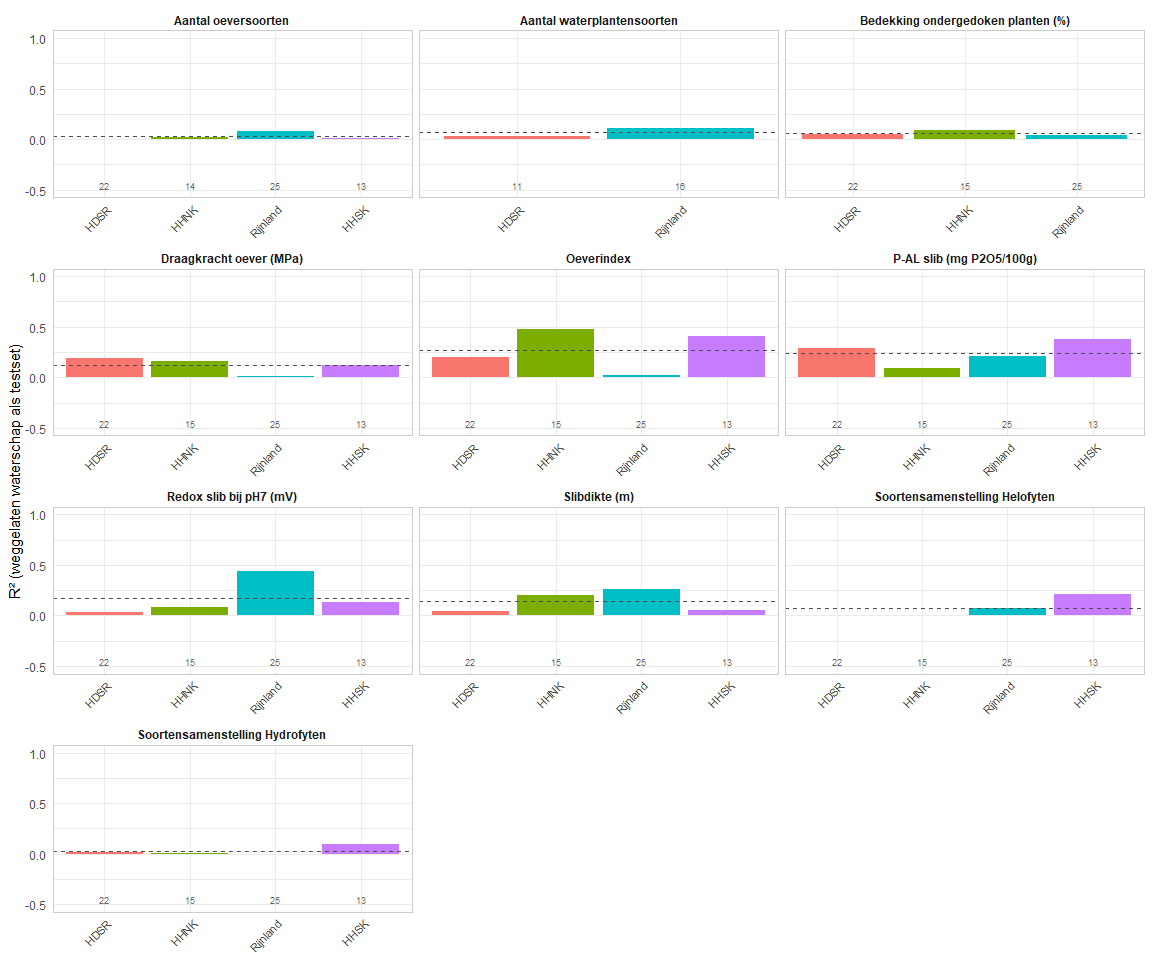 Aantal oeversoorten
Aantal waterplantensoorten
Bedekking ondergedoken planten (%)
1.0
0.5
0.0
-0.5
22
14
25
13
11
16
22
15
25
HDSR
HHNK
Rijnland
HHSK
HDSR
Rijnland
HDSR
HHNK
Rijnland
Draagkracht oever (MPa)
Oeverindex
P-AL slib (mg P2O5/100g)
1.0
0.5
0.0
-0.5
22
15
25
13
22
15
25
13
22
15
25
13
HDSR
HHNK
Rijnland
HHSK
HDSR
HHNK
Rijnland
HHSK
HDSR
HHNK
Rijnland
HHSK
R² (weggelaten waterschap als testset)
Redox slib bij pH7 (mV)
Slibdikte (m)
Soortensamenstelling Helofyten
1.0
0.5
0.0
-0.5
22
15
25
13
22
15
25
13
22
15
25
13
HDSR
HHNK
Rijnland
HHSK
HDSR
HHNK
Rijnland
HHSK
HDSR
HHNK
Rijnland
HHSK
Soortensamenstelling Hydrofyten
1.0
0.5
0.0
-0.5
22
15
25
13
HDSR
HHNK
Rijnland
HHSK